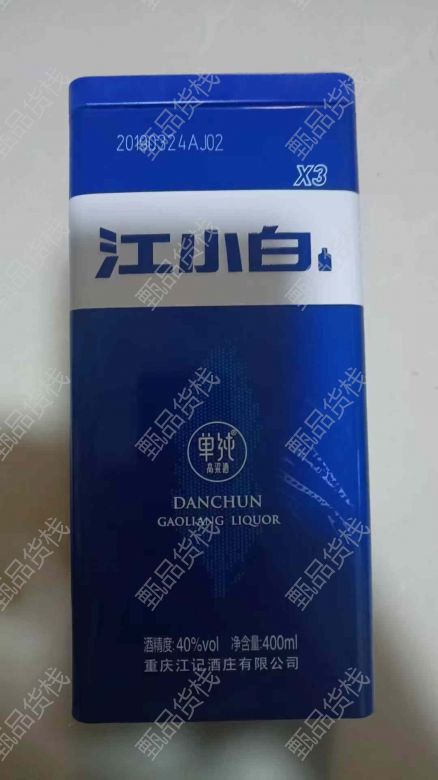 20180324AJ02
X3
江小白
单纯
高粱酒
DANCHUN
GAOLIANG LIQUOR
酒精度:40%vol 净含量:400ml
重庆江记酒庄有限公司
甄品货栈